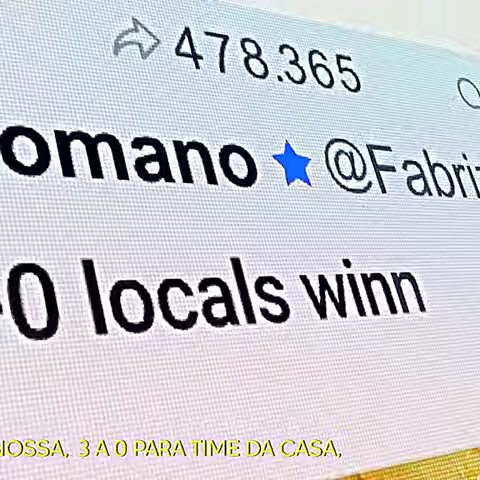 478.365
omano @Fabri
0 locals winn
NOSSA, 3 A 0 PARA TIME DA CASA,